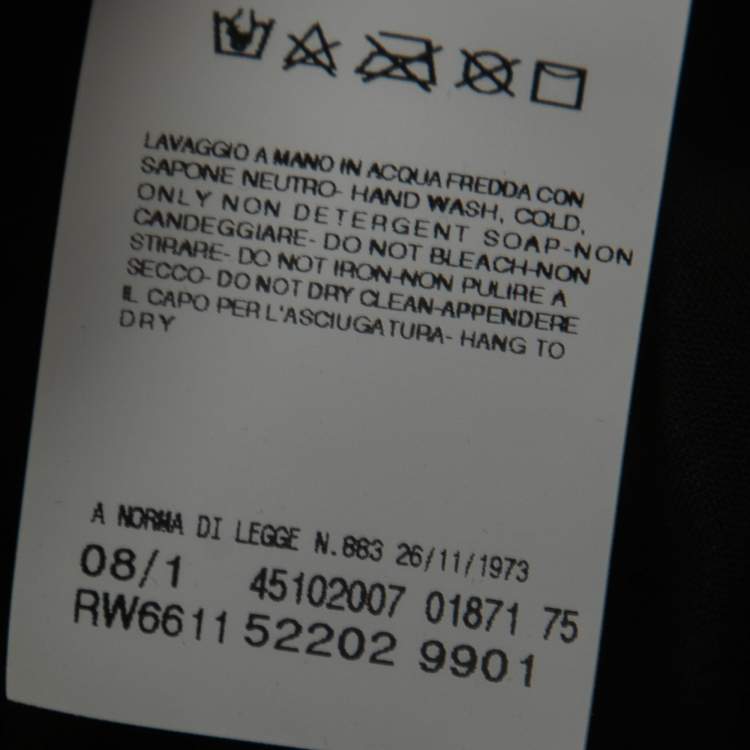 LAVAGGIO A MANO IN ACQUA FREDDA CON
SAPONE NEUTRO- HAND WASH, COLD,
ONLY NON DETERGENT SOAP-NON
CANDEGGIARE- DO NOT BLEACH-NON
STIRARE- DO NOT IRON-NON PULIRE A
SECCO- DO NOT DRY CLEAN-APPENDERE
IL CAPO PER L'ASCIUGATURA- HANG TO
DRY
A NORMA DI LEGGE N.883 26/11/1973
08/1 45102007 01871 75
RW6611 52202 9901